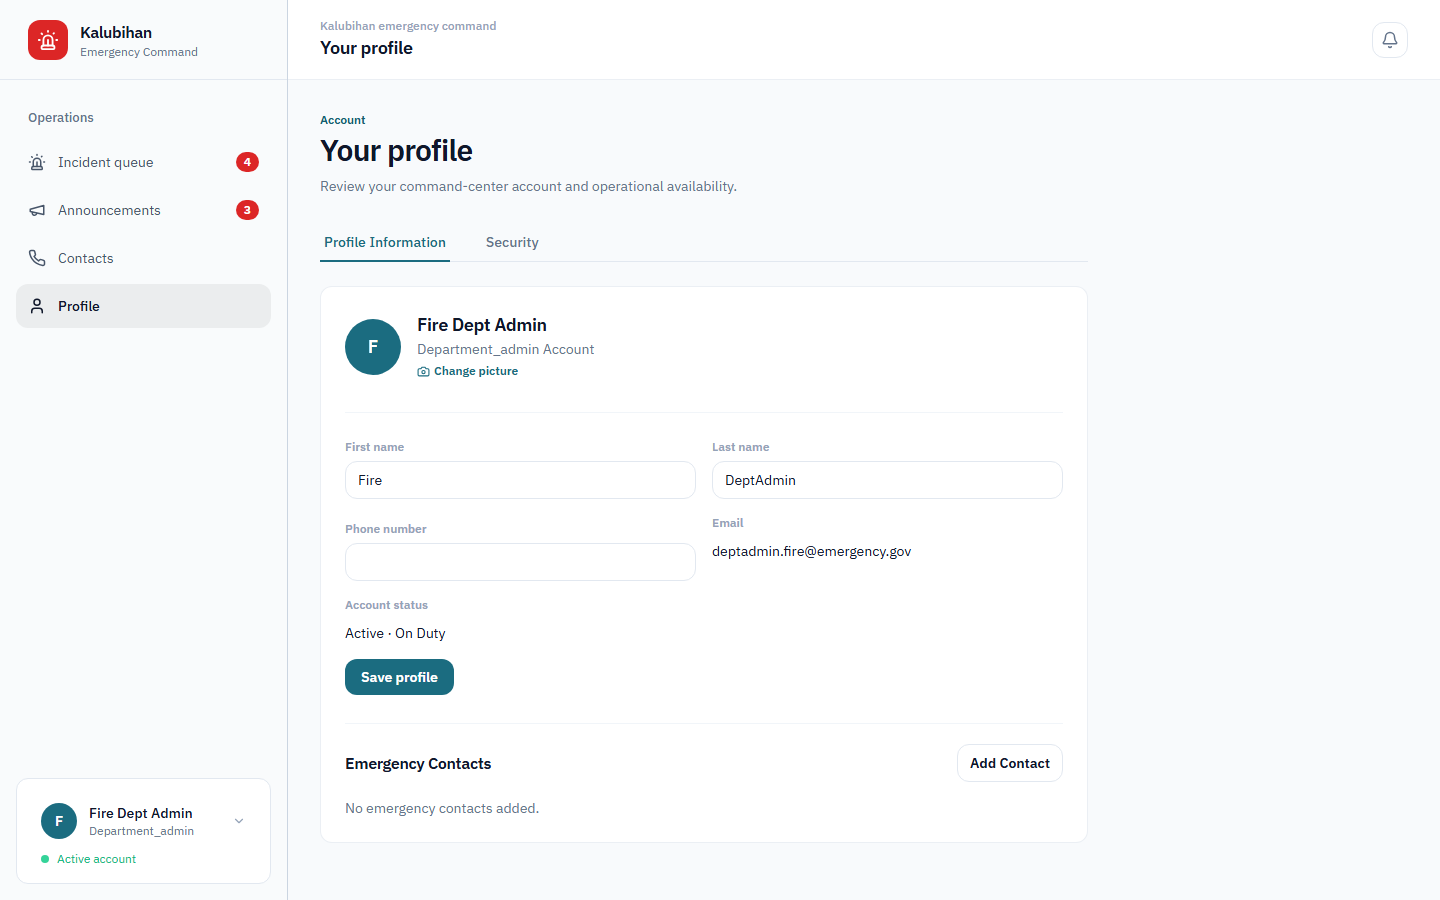 Kalubihan
Emergency Command
Operations
Incident queue 4
Announcements 3
Contacts
Profile
F
Fire Dept Admin
Department_admin
Active account
Kalubihan emergency command
Your profile
Account
Your profile
Review your command-center account and operational availability.
Profile Information Security
F
Fire Dept Admin
Department_admin Account
Change picture
First name Last name
Fire DeptAdmin
Phone number Email
deptadmin.fire@emergency.gov
Account status
Active · On Duty
Save profile
Emergency Contacts Add Contact
No emergency contacts added.